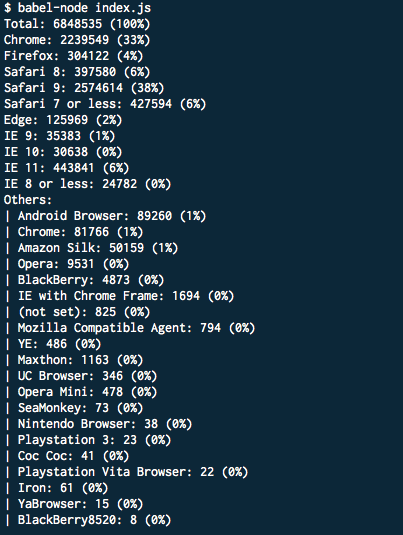 $ babel-node index.js
Total: 6848535 (100%)
Chrome: 2239549 (33%)
Firefox: 304122 (4%)
Safari 8: 397580 (6%)
Safari 9: 2574614 (38%)
Safari 7 or less: 427594 (6%)
Edge: 125969 (2%)
IE 9: 35383 (1%)
IE 10: 30638 (0%)
IE 11: 443841 (6%)
IE 8 or less: 24782 (0%)
Others:
| Android Browser: 89260 (1%)
| Chrome: 81766 (1%)
| Amazon Silk: 50159 (1%)
| Opera: 9531 (0%)
| BlackBerry: 4873 (0%)
| IE with Chrome Frame: 1694 (0%)
| (not set): 825 (0%)
| Mozilla Compatible Agent: 794 (0%)
| YE: 486 (0%)
| Maxthon: 1163 (0%)
| UC Browser: 346 (0%)
| Opera Mini: 478 (0%)
| SeaMonkey: 73 (0%)
| Nintendo Browser: 38 (0%)
| Playstation 3: 23 (0%)
| Coc Coc: 41 (0%)
| Playstation Vita Browser: 22 (0%)
| Iron: 61 (0%)
| YaBrowser: 15 (0%)
| BlackBerry8520: 8 (0%)